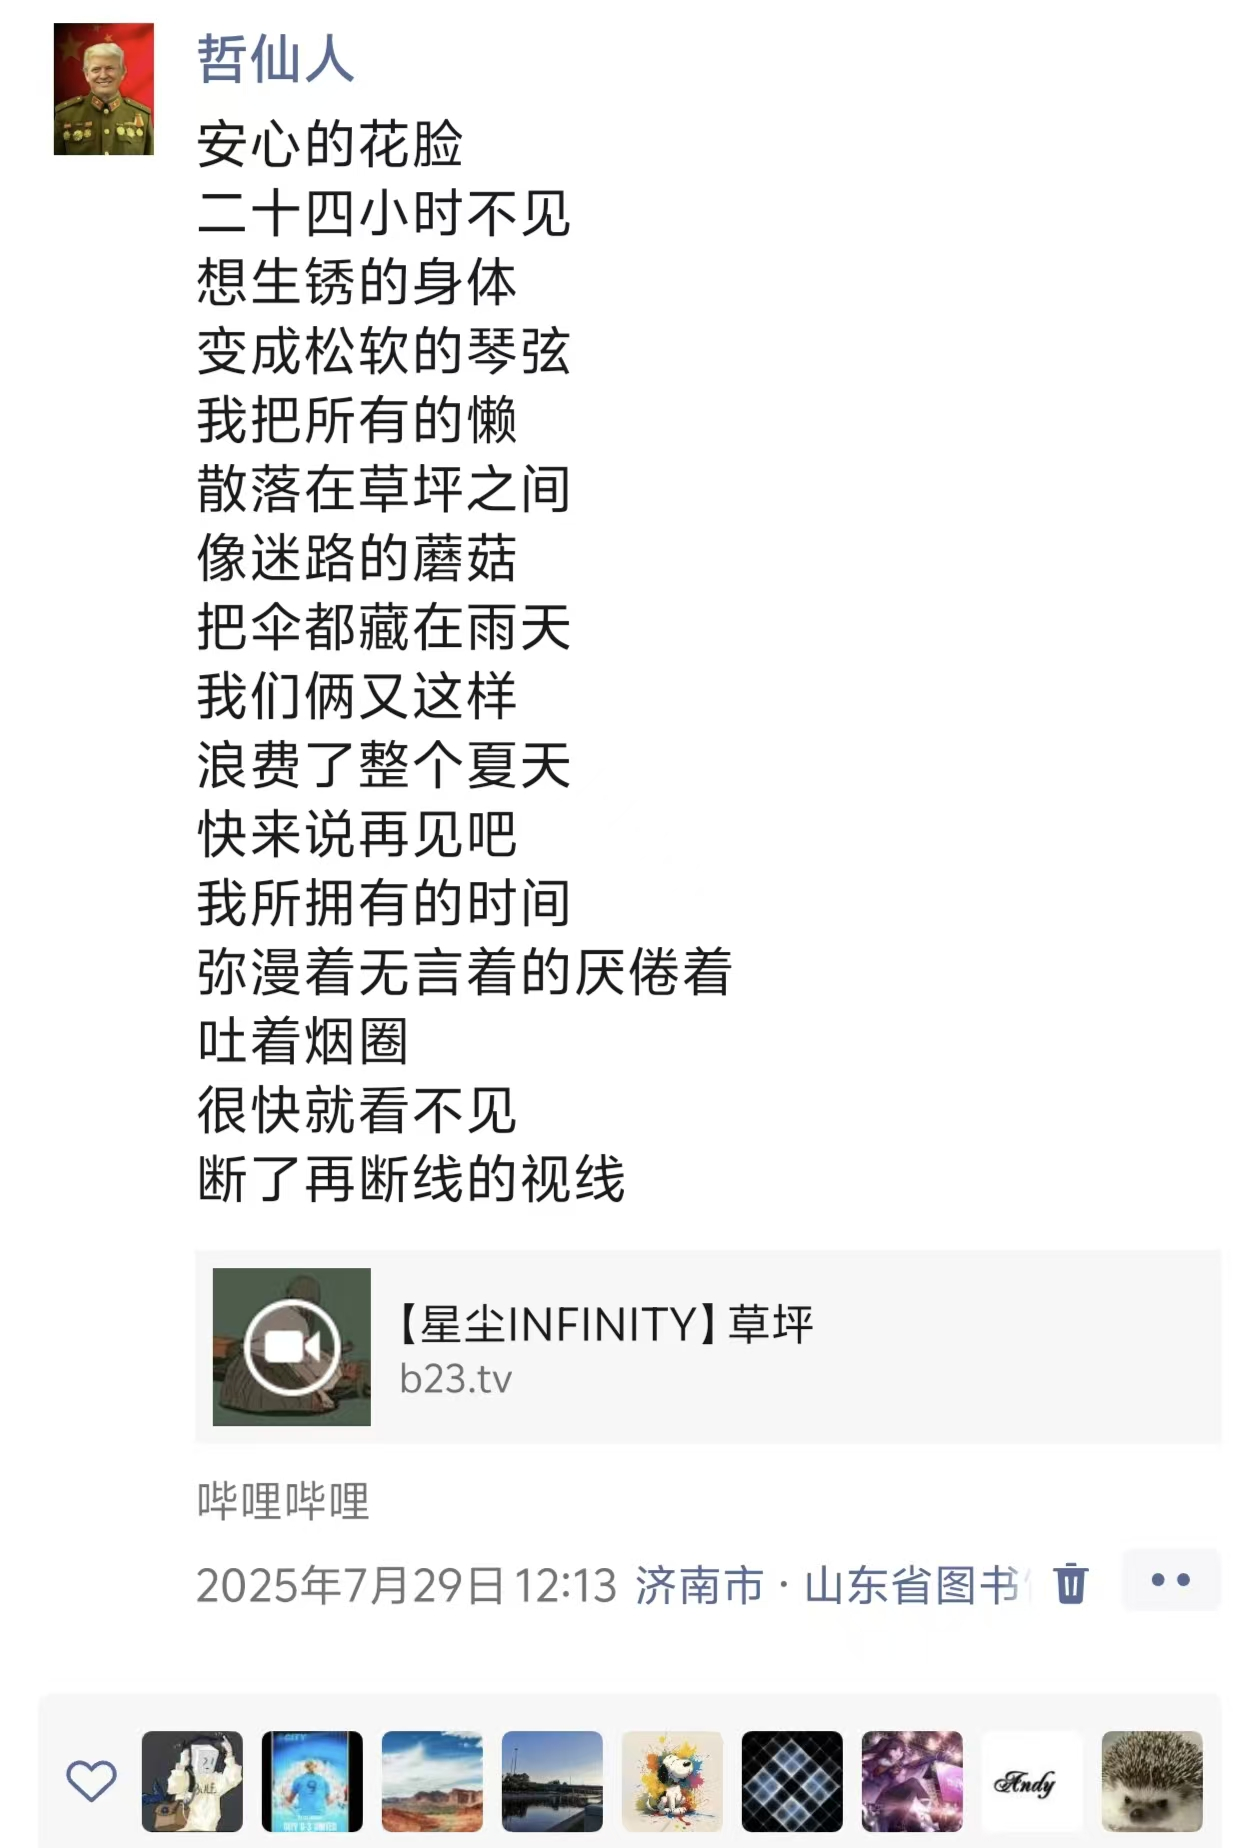 哲仙人
安心的花脸
二十四小时不见
想生锈的身体
变成松软的琴弦
我把所有的懒
散落在草坪之间
像迷路的蘑菇
把伞都藏在雨天
我们俩又这样
浪费了整个夏天
快来说再见吧
我所拥有的时间
弥漫着无言着的厌倦着
吐着烟圈
很快就看不见
断了再断线的视线
【星尘INFINITY】草坪
b23.tv
哔哩哔哩
2025年7月29日 12:13 济南市 · 山东省图书
CITY
9
CITY 0-3 UNITED
Andy